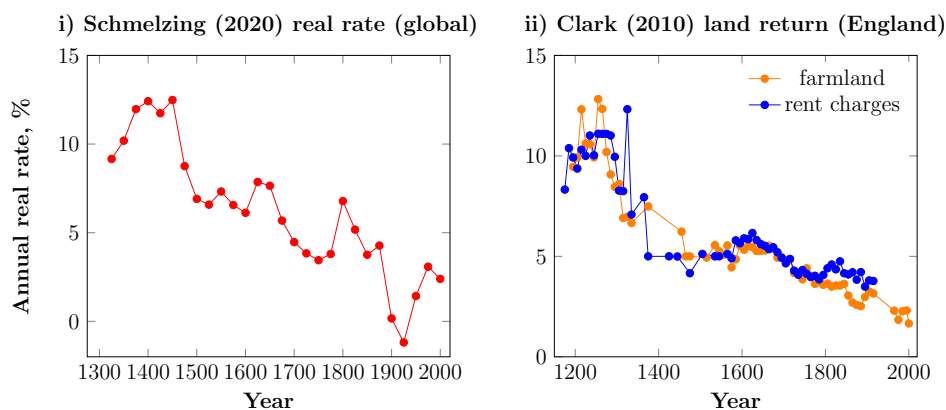 i) Schmelzing (2020) real rate (global)
Annual real rate, %
15
10
5
0
1300 1400 1500 1600 1700 1800 1900 2000
Year
ii) Clark (2010) land return (England)
farmland
rent charges
15
10
5
0
1200 1400 1600 1800 2000
Year